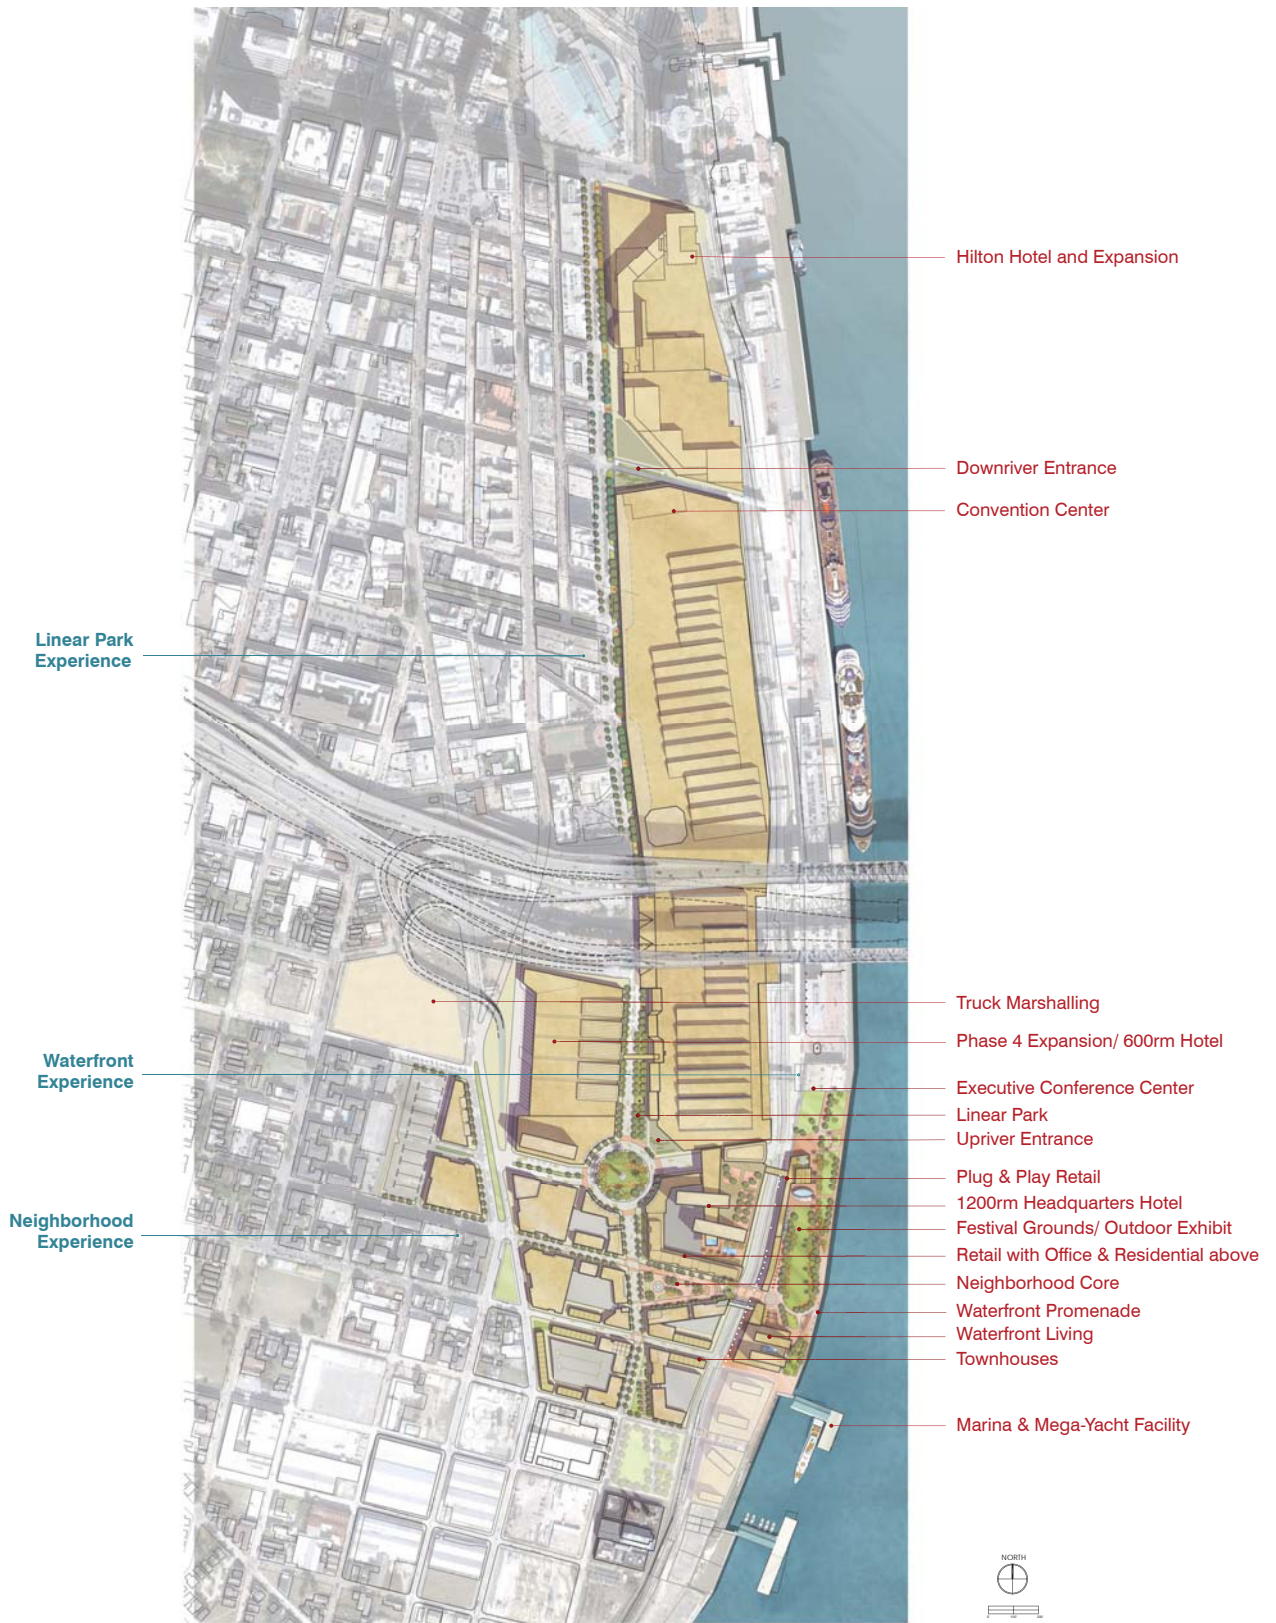 Hilton Hotel and Expansion
Downriver Entrance
Convention Center
Linear Park
Experience
Truck Marshalling
Phase 4 Expansion/ 600rm Hotel
Waterfront
Experience
Executive Conference Center
Linear Park
Upriver Entrance
Plug & Play Retail
1200rm Headquarters Hotel
Neighborhood
Experience
Festival Grounds/ Outdoor Exhibit
Retail with Office & Residential above
Neighborhood Core
Waterfront Promenade
Waterfront Living
Townhouses
Marina & Mega-Yacht Facility
NORTH